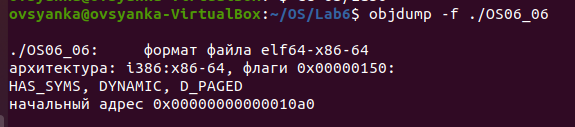 ovsyanka@ovsyanka-VirtualBox:~/OS/Lab6$ objdump -f ./OS06_06
./OS06_06:     формат файла elf64-x86-64
архитектура: i386:x86-64, флаги 0x00000150:
HAS_SYMS, DYNAMIC, D_PAGED
начальный адрес 0x00000000000010a0